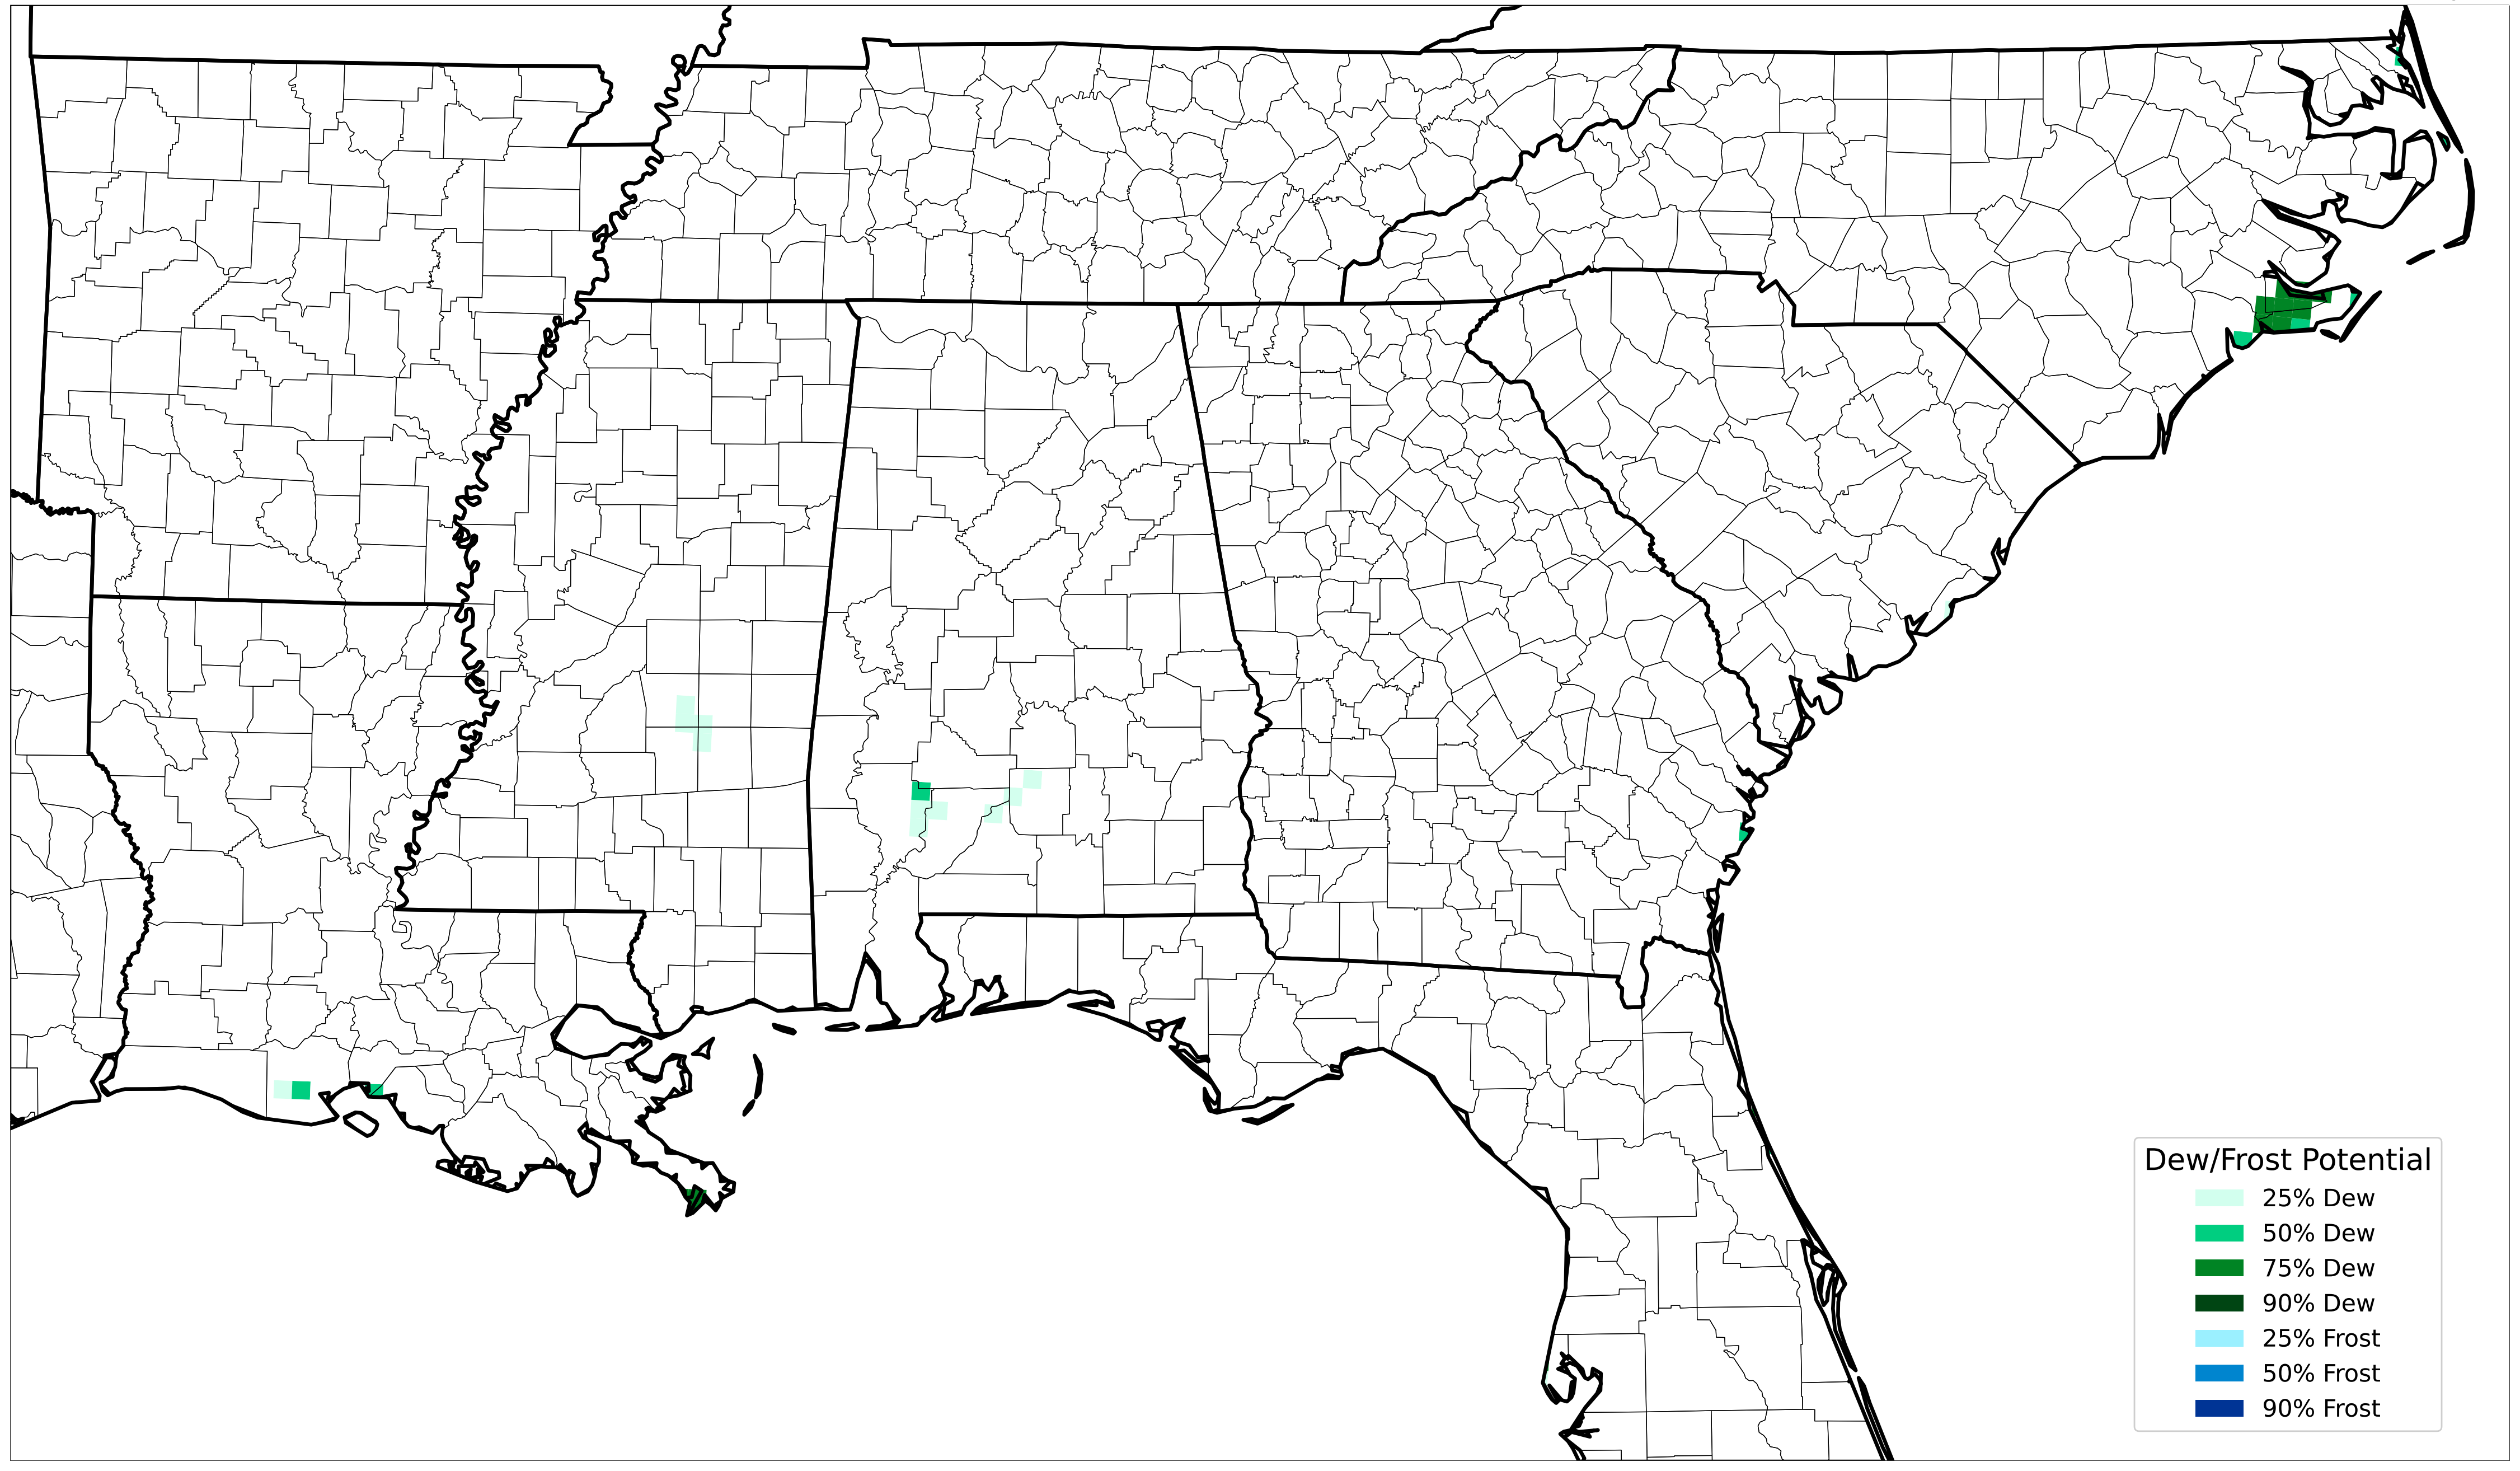 Dew/Frost Potential
25% Dew
50% Dew
75% Dew
90% Dew
25% Frost
50% Frost
90% Frost